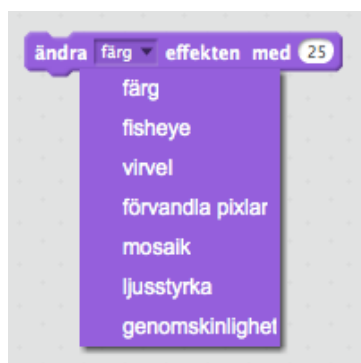 ändra färg effekten med 25
färg
fisheye
virvel
förvandla pixlar
mosaik
ljusstyrka
genomskinlighet